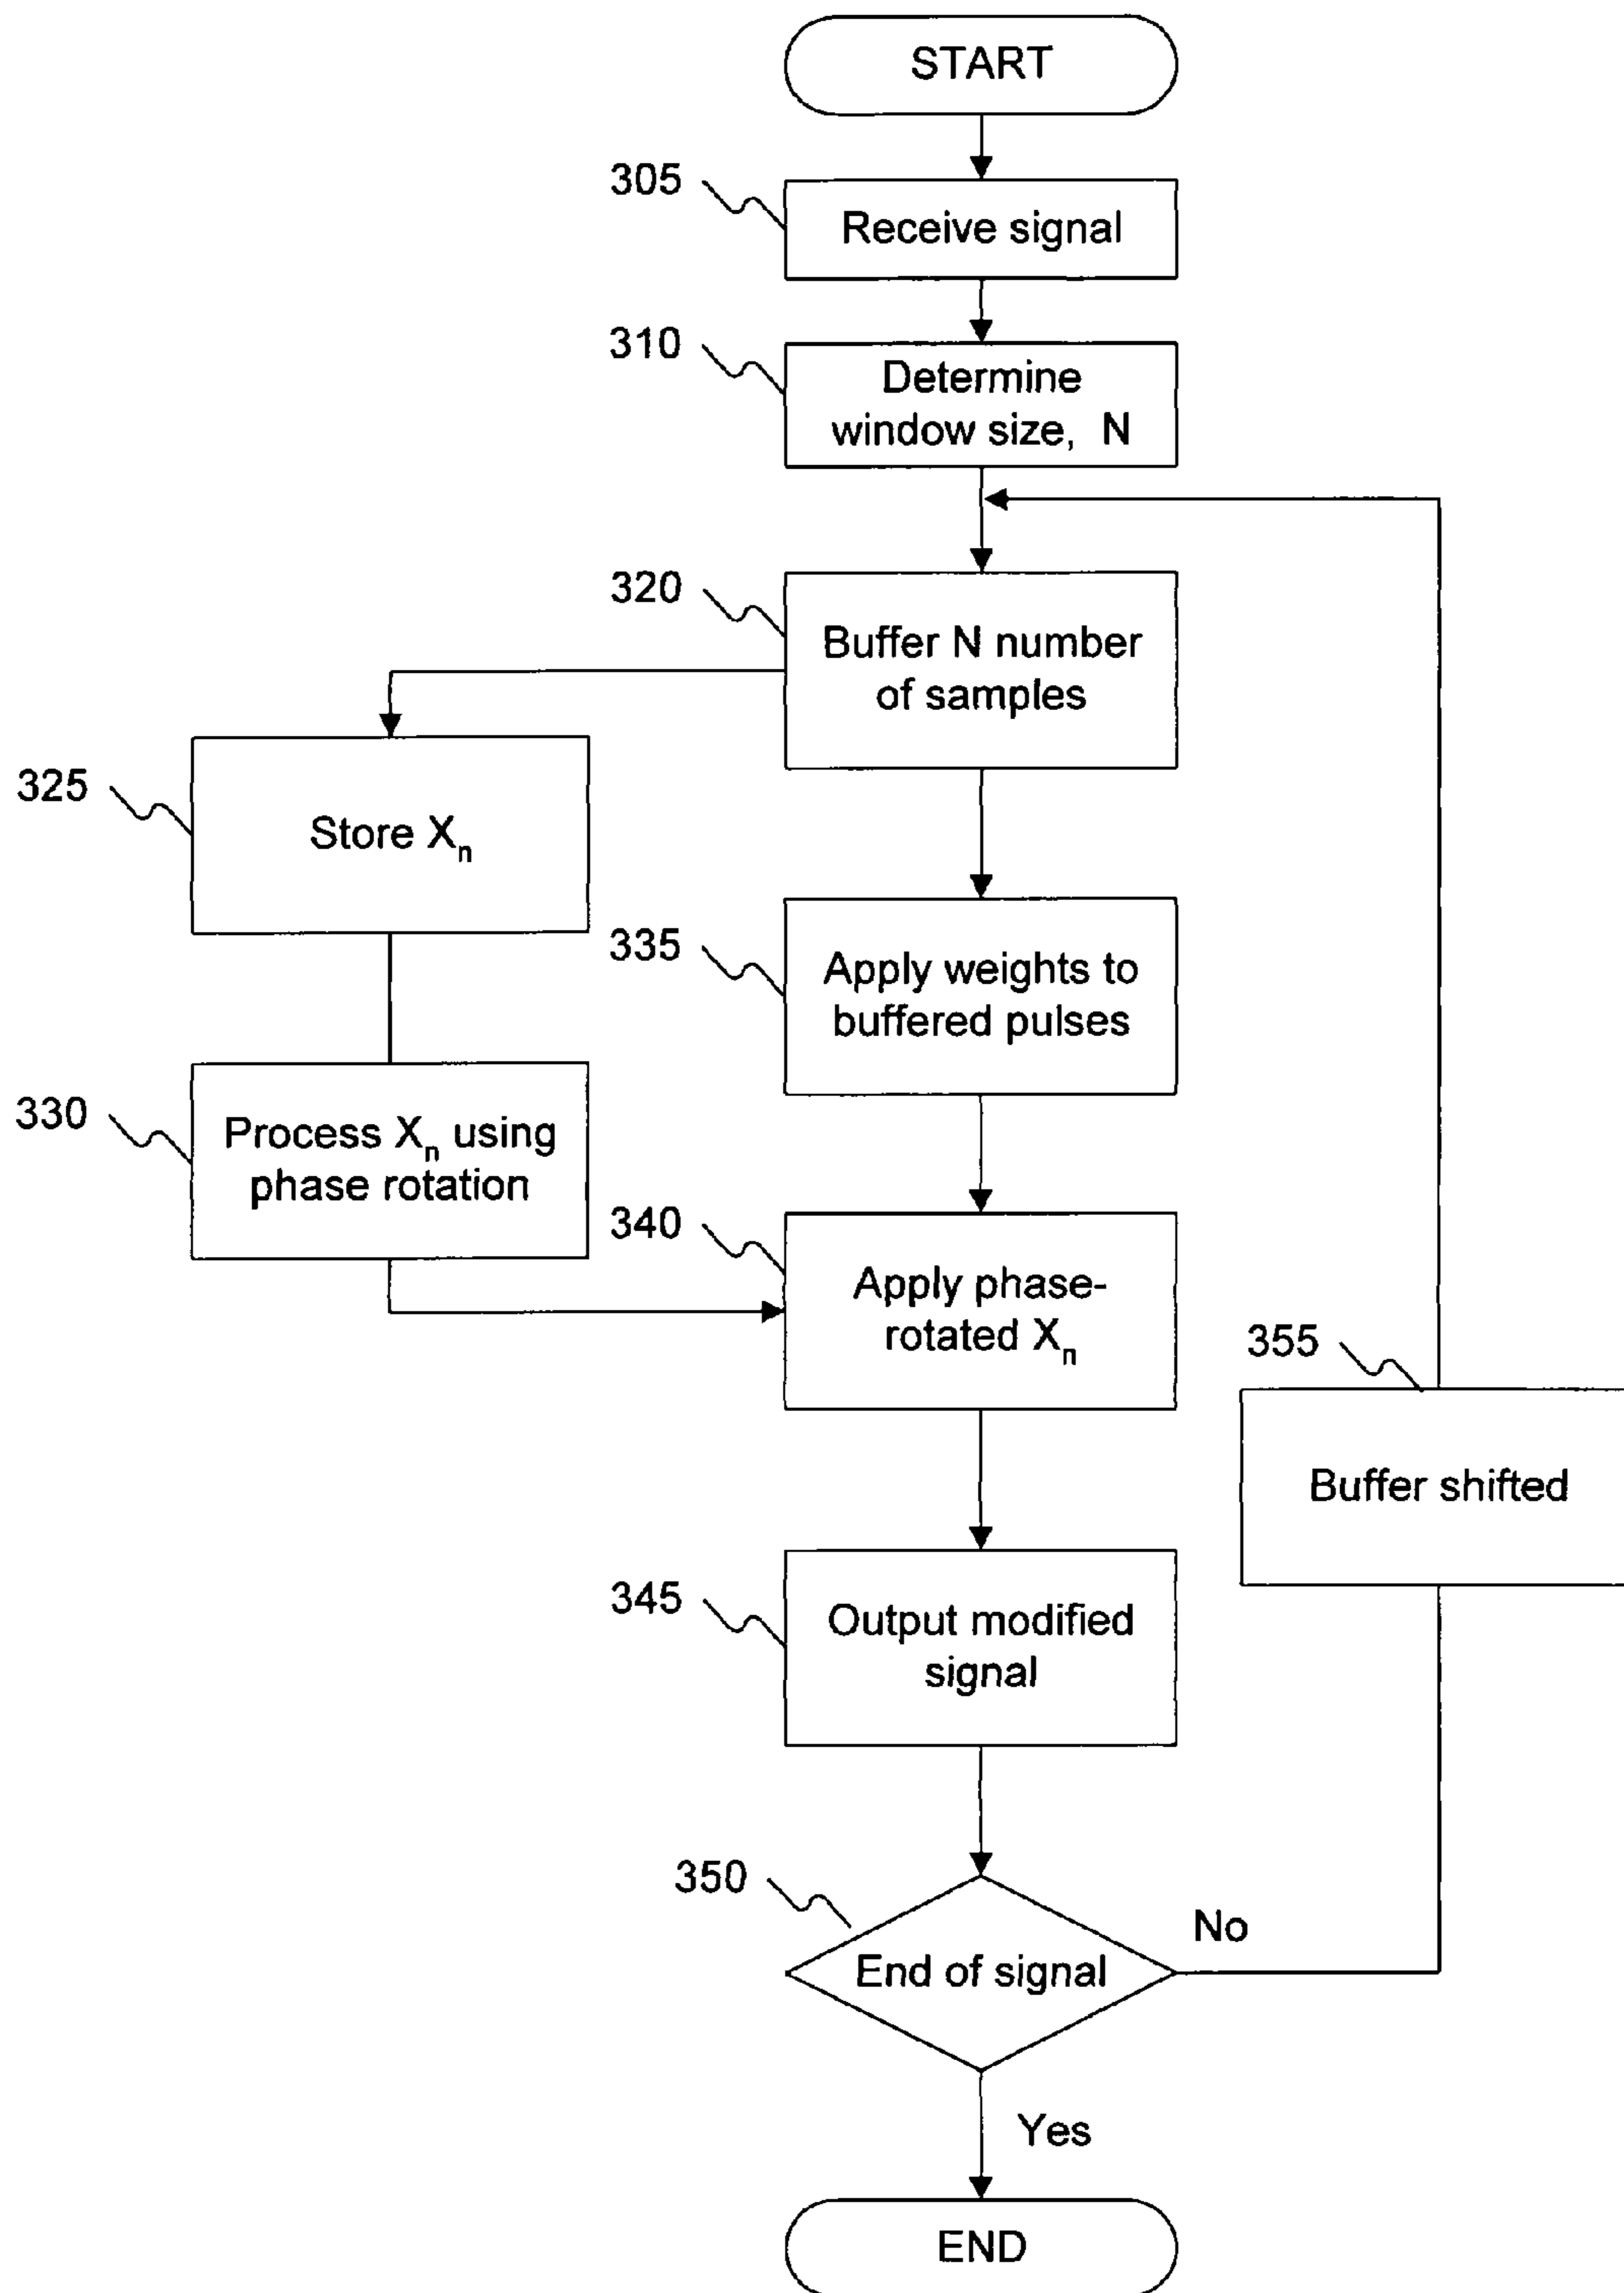 START
305
Receive signal
310
Determine
window size, N
320
Buffer N number
of samples
325
Store Xn
335
Apply weights to
buffered pulses
330
Process Xn using
phase rotation
340
Apply phase-
rotated Xn
355
Buffer shifted
345
Output modified
signal
350
End of signal
No
Yes
END